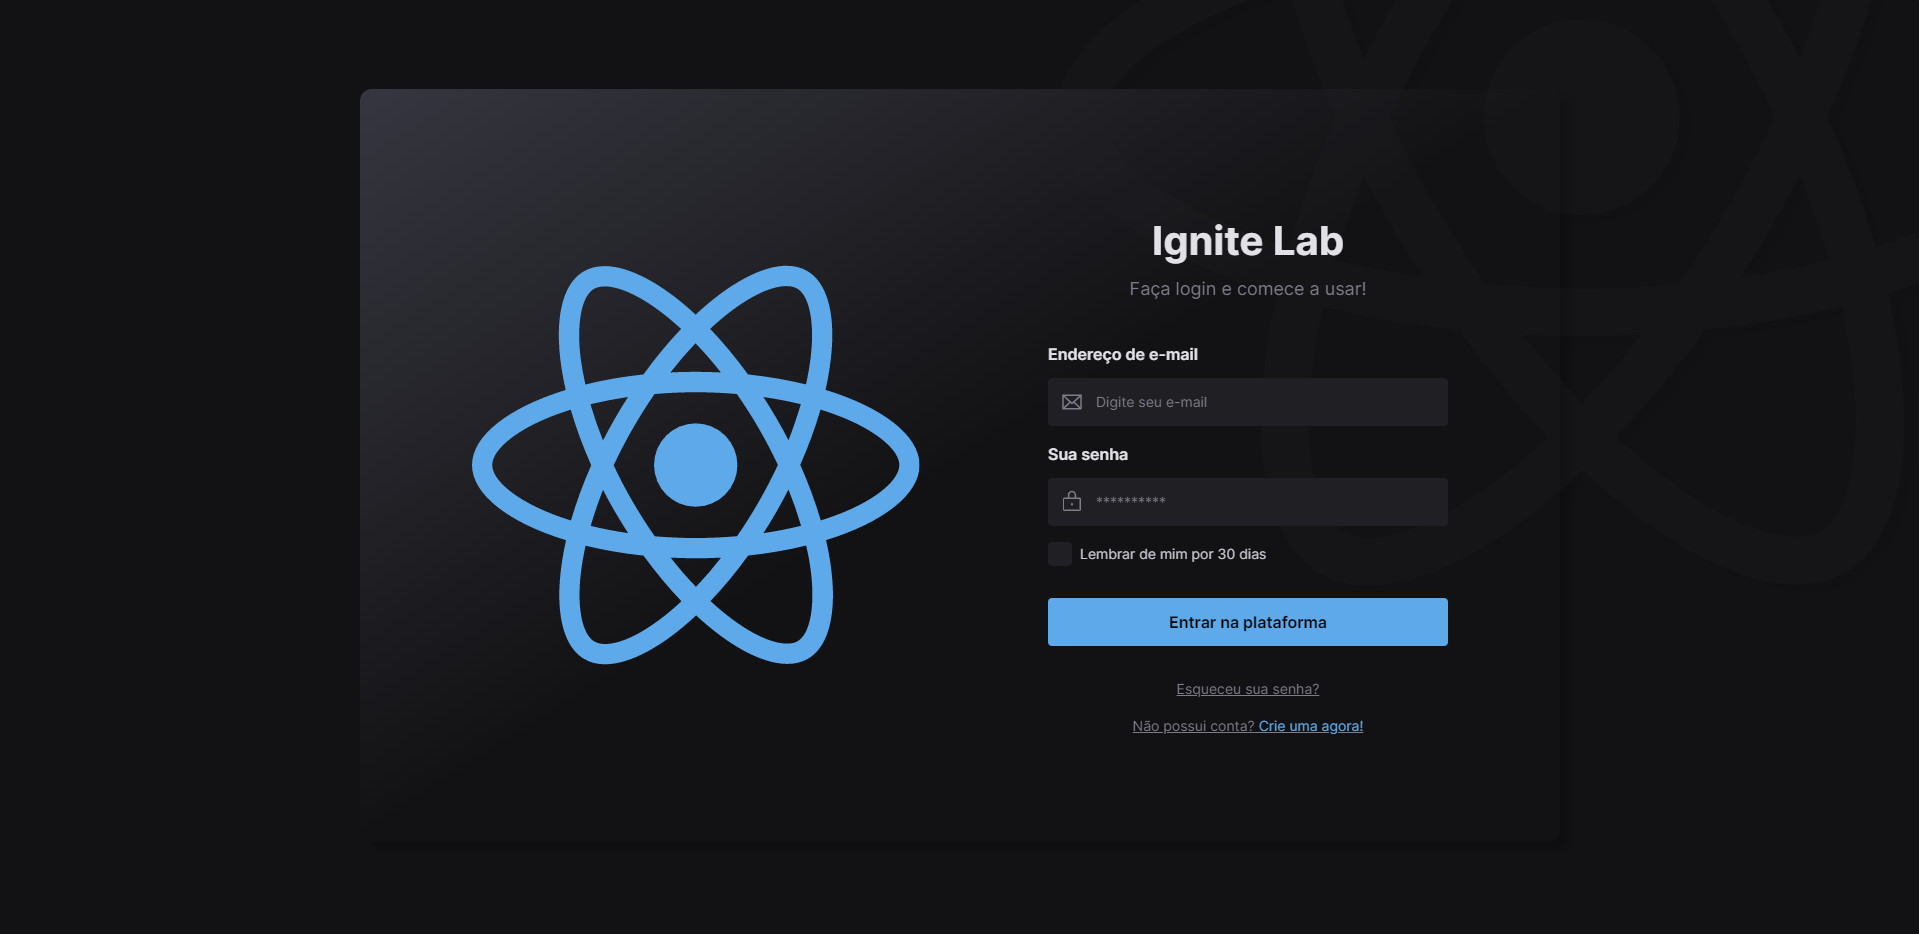 Ignite Lab
Faça login e comece a usar!
Endereço de e-mail
Digite seu e-mail
Sua senha
**********
Lembrar de mim por 30 dias
Entrar na plataforma
Esqueceu sua senha?
Não possui conta? Crie uma agora!